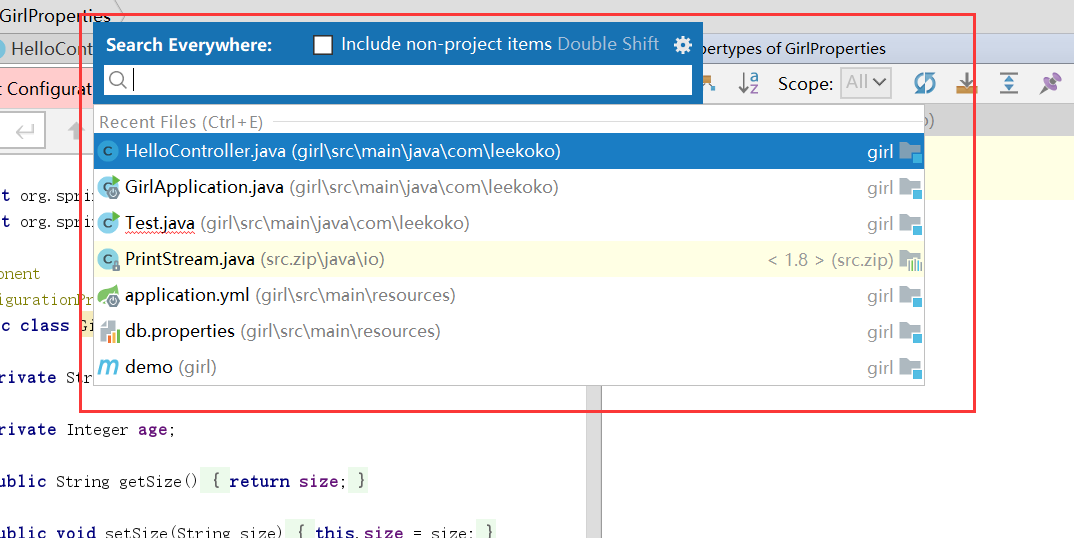 GirlProperties
HelloCont
Search Everywhere: Include non-project items Double Shift
pertypes of GirlProperties
t Configurat
Scope: All
Recent Files (Ctrl+E)
HelloController.java (girl\src\main\java\com\leekoko) girl
GirlApplication.java (girl\src\main\java\com\leekoko) girl
t org.sprin
Test.java (girl\src\main\java\com\leekoko) girl
t org.sprin
PrintStream.java (src.zip\java\io) < 1.8 > (src.zip)
onent
application.yml (girl\src\main\resources) girl
figurationPr
c class Gi
db.properties (girl\src\main\resources) girl
demo (girl) girl
rivate Str
rivate Integer age;
ublic String getSize() { return size; }
ublic void setSize(String size) { this.size = size; }